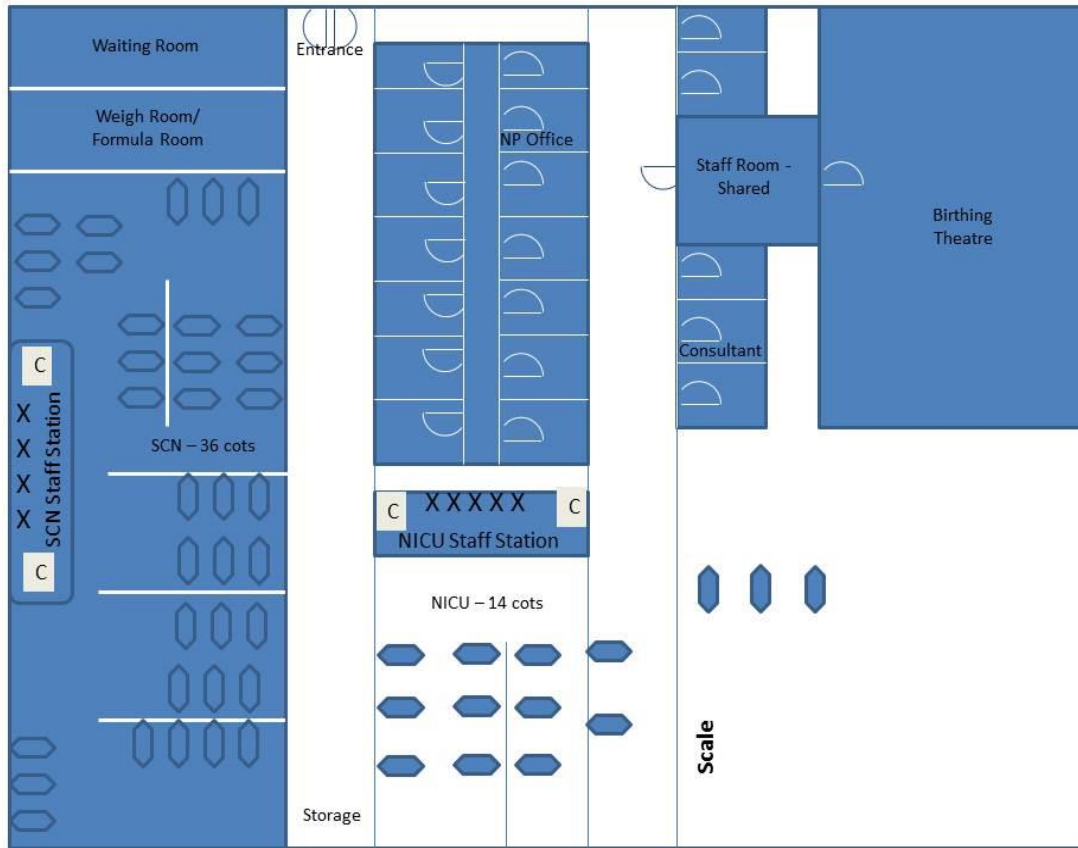 Waiting Room
Weigh Room/
Formula Room
Entrance
NP Office
Staff Room -
Shared
Birthing
Theatre
Consultant
C
X
X
X
X
SCN Staff Station
C
SCN – 36 cots
C
X X X X X
C
NICU Staff Station
NICU – 14 cots
Scale
Storage